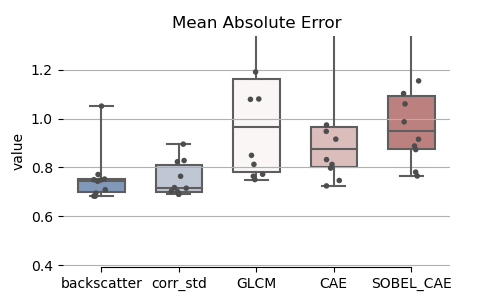 Mean Absolute Error
value
1.2
1.0
0.8
0.6
0.4
backscatter corr_std GLCM CAE SOBEL_CAE